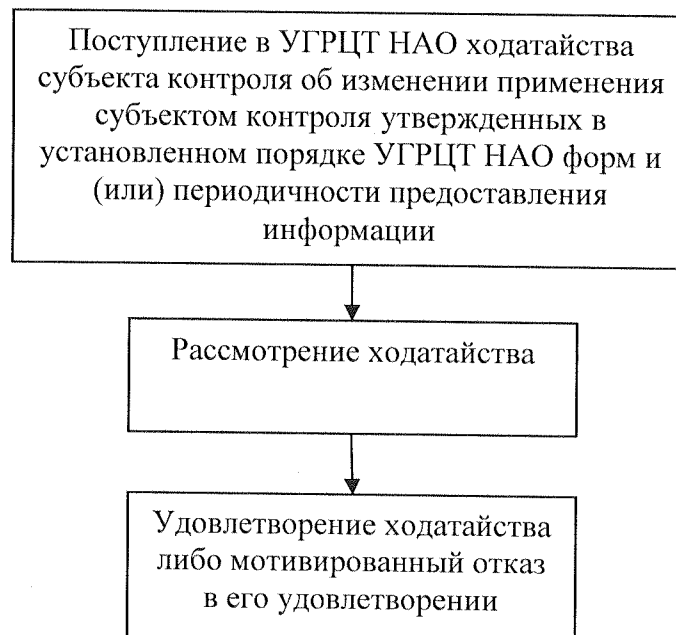 Поступление в УГРЦТ НАО ходатайства
субъекта контроля об изменении применения
субъектом контроля утвержденных в
установленном порядке УГРЦТ НАО форм и
(или) периодичности предоставления
информации
Рассмотрение ходатайства
Удовлетворение ходатайства
либо мотивированный отказ
в его удовлетворении